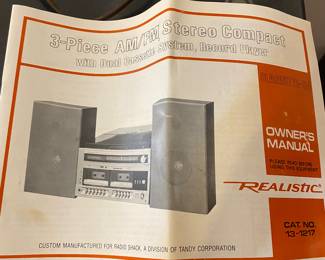 3-Piece AM/FM Stereo Compact
with Dual Cassette System, Record Player
OWNER'S
MANUAL
PLEASE READ BEFORE
USING THIS EQUIPMENT
REALISTIC
CAT. NO.
13-1217
CUSTOM MANUFACTURED FOR RADIO SHACK, A DIVISION OF TANDY CORPORATION